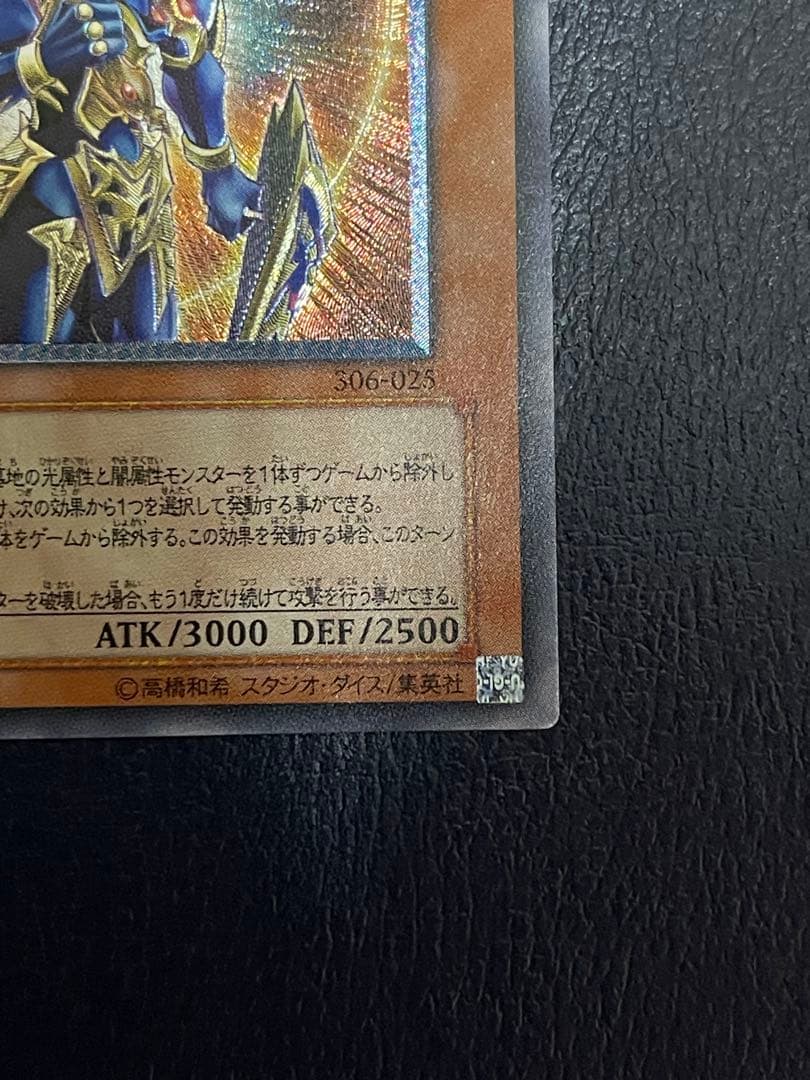 306-025
墓地の光属性と闇属性モンスターを1体ずつゲームから除外し
け、次の効果から1つを選択して発動する事ができる。
体をゲームから除外する。この効果を発動する場合、このターン
ターを破壊した場合、もう1度だけ続けて攻撃を行う事ができる。
ATK/3000 DEF/2500
©高橋和希 スタジオ・ダイス/集英社